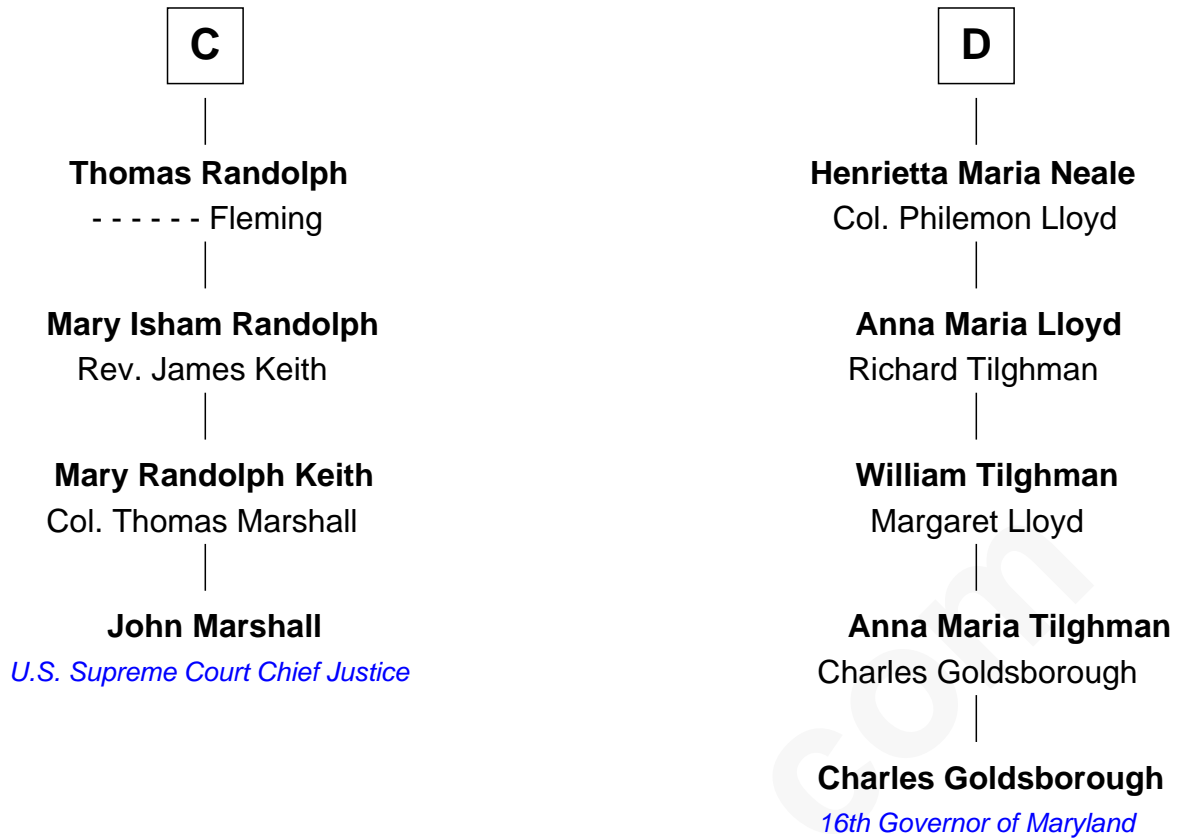 C
Thomas Randolph
- - - - - - Fleming
Mary Isham Randolph
Rev. James Keith
Mary Randolph Keith
Col. Thomas Marshall
John Marshall
U.S. Supreme Court Chief Justice
D
Henrietta Maria Neale
Col. Philemon Lloyd
Anna Maria Lloyd
Richard Tilghman
William Tilghman
Margaret Lloyd
Anna Maria Tilghman
Charles Goldsborough
Charles Goldsborough
16th Governor of Maryland
com